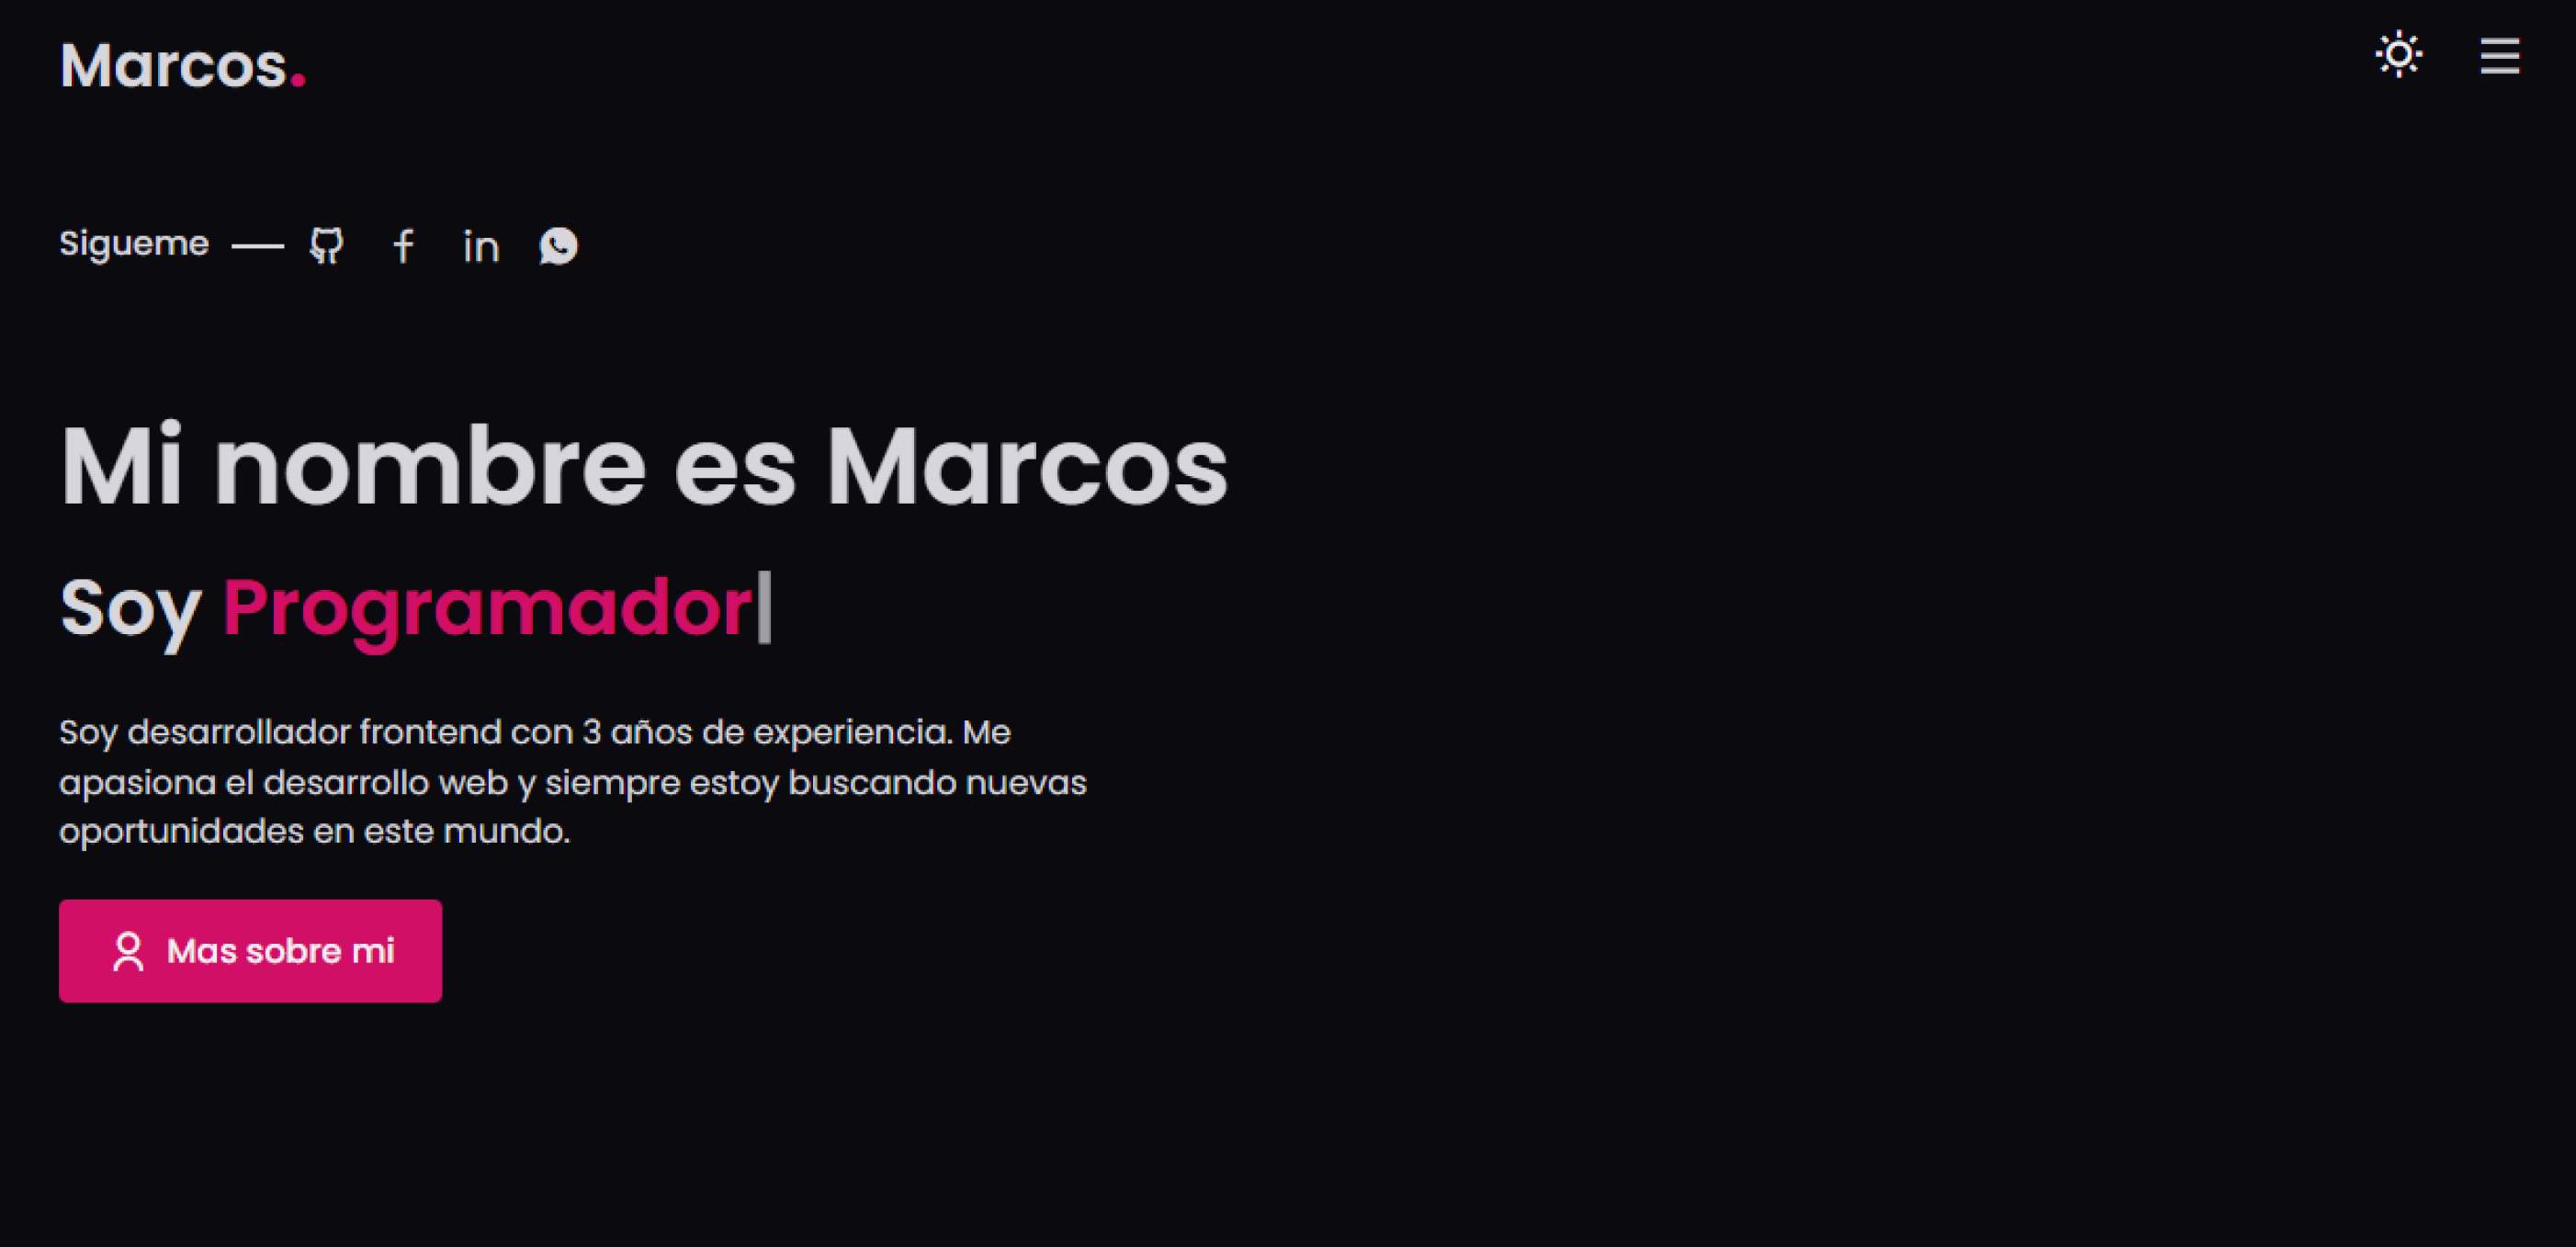 Marcos.
Sigueme
Mi nombre es Marcos
Soy Programador
Soy desarrollador frontend con 3 años de experiencia. Me
apasiona el desarrollo web y siempre estoy buscando nuevas
oportunidades en este mundo.
Mas sobre mi